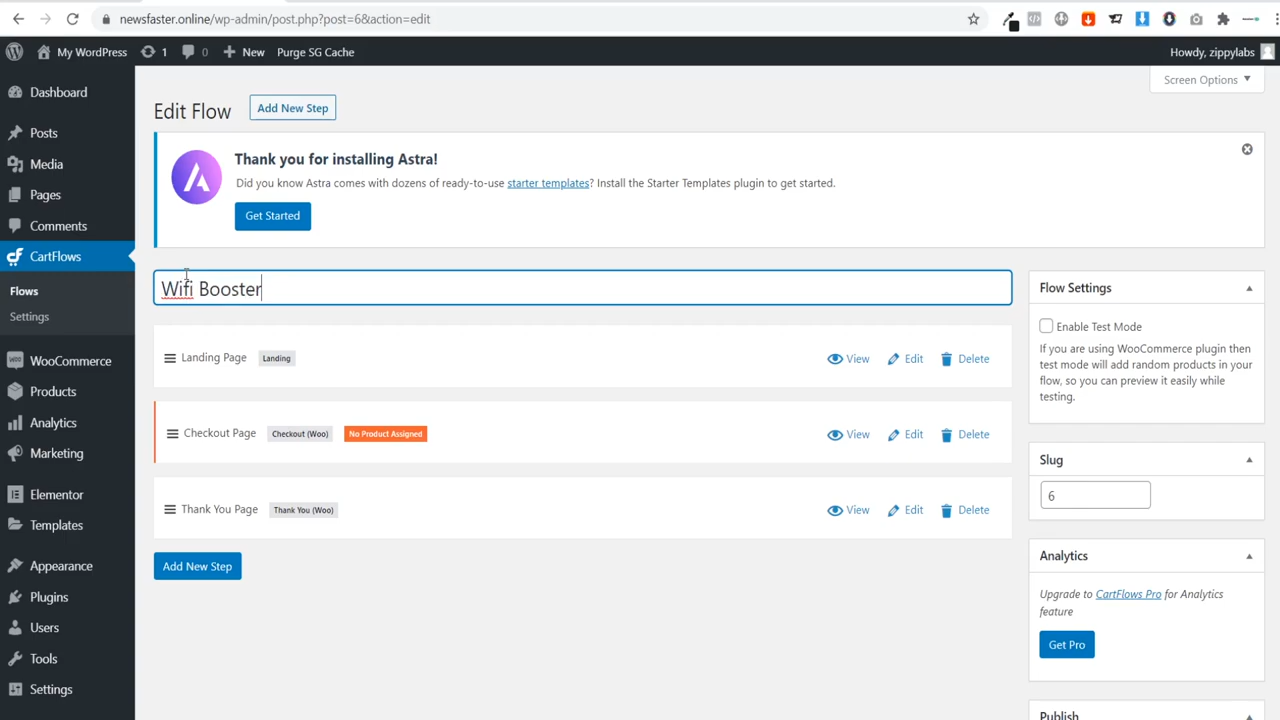 newsfaster.online/wp-admin/post.php?post=6&action=edit
My WordPress 1 0 New Purge SG Cache Howdy, zippylabs
Screen Options
Dashboard
Posts
Media
Pages
Comments
CartFlows
Flows
Settings
WooCommerce
Products
Analytics
Marketing
Elementor
Templates
Appearance
Plugins
Users
Tools
Settings
Edit Flow Add New Step
Thank you for installing Astra!
Did you know Astra comes with dozens of ready-to-use starter templates? Install the Starter Templates plugin to get started.
Get Started
Wifi Booster
Landing Page Landing View Edit Delete
Checkout Page Checkout (Woo) No Product Assigned View Edit Delete
Thank You Page Thank You (Woo) View Edit Delete
Add New Step
Flow Settings
Enable Test Mode
If you are using WooCommerce plugin then
test mode will add random products in your
flow, so you can preview it easily while
testing.
Slug
6
Analytics
Upgrade to CartFlows Pro for Analytics
feature
Get Pro
Publish